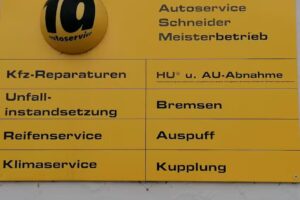 1a
autoservice
Autoservice
Schneider
Meisterbetrieb
Kfz-Reparaturen
HU* u. AU-Abnahme
Unfall-
instandsetzung
Bremsen
Reifenservice
Auspuff
Klimaservice
Kupplung